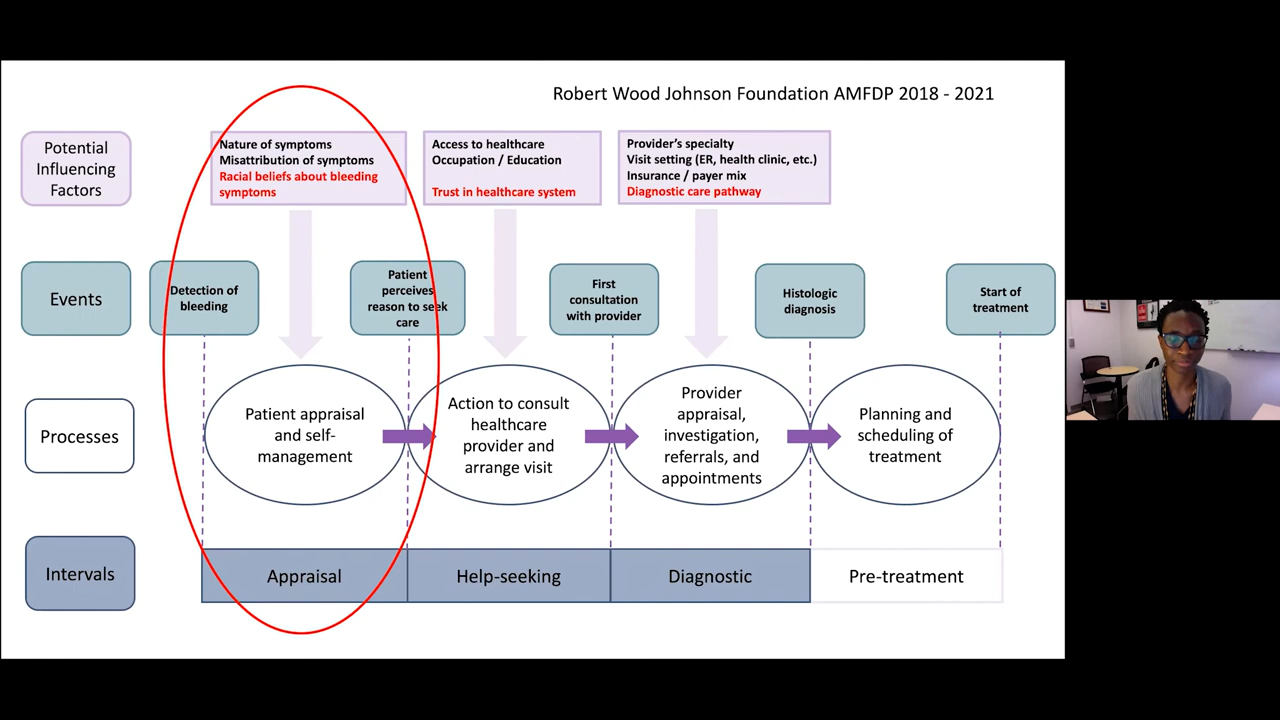 Robert Wood Johnson Foundation AMFDP 2018 - 2021
Potential
Influencing
Factors
Nature of symptoms
Misattribution of symptoms
Racial beliefs about bleeding
symptoms
Access to healthcare
Occupation / Education
Trust in healthcare system
Provider's specialty
Visit setting (ER, health clinic, etc.)
Insurance / payer mix
Diagnostic care pathway
Events
Detection of
bleeding
Patient
perceives
reason to seek
care
First
consultation
with provider
Histologic
diagnosis
Start of
treatment
Processes
Patient appraisal
and self-
management
Action to consult
healthcare
provider and
arrange visit
Provider
appraisal,
investigation,
referrals, and
appointments
Planning and
scheduling of
treatment
Intervals
Appraisal
Help-seeking
Diagnostic
Pre-treatment